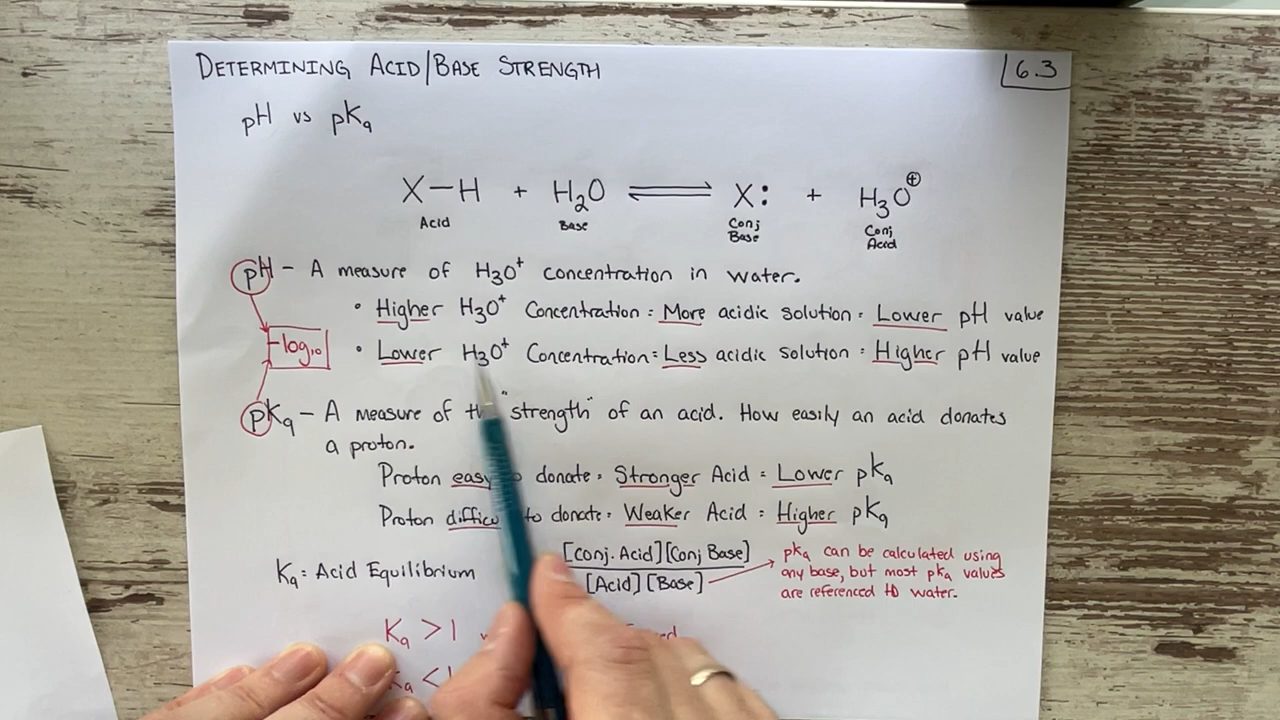 DETERMINING ACID/BASE STRENGTH
6.3
pH vs pKa
X–H + H2O ⇌ X: + H3O⊕
Acid Base Conj Base Conj Acid
pH – A measure of H3O+ concentration in water.
• Higher H3O+ Concentration = More acidic solution = Lower pH value
-log10
• Lower H3O+ Concentration = Less acidic solution = Higher pH value
pKa – A measure of "strength" of an acid. How easily an acid donates
a proton.
Proton easy donate = Stronger Acid = Lower pKa
Proton to donate = Weaker Acid = Higher pKa
Ka = Acid Equilibrium [Conj. Acid][Conj Base]
[Acid][Base]
pKa can be calculated using
any base, but most pKa values
are referenced to water.
Ka > 1
Ka <